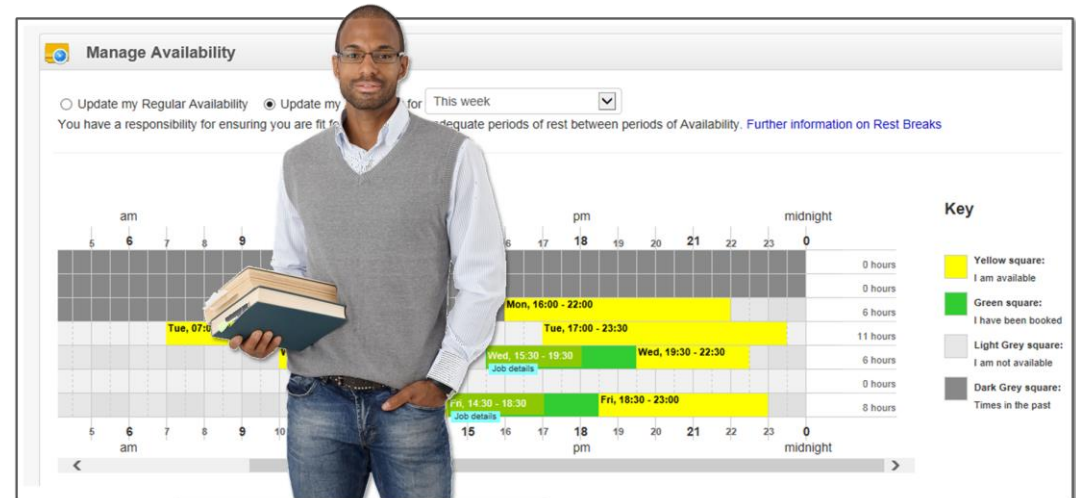 Manage Availability
Update my Regular Availability Update my for This week
You have a responsibility for ensuring you are fit adequate periods of rest between periods of Availability. Further information on Rest Breaks
am pm midnight
5 6 7 8 9 6 17 18 19 20 21 22 23 0
Key
0 hours
0 hours
Mon, 16:00 - 22:00 6 hours
Tue, 07: Tue, 17:00 - 23:30 11 hours
Wed, 15:30 - 19:30 Wed, 19:30 - 22:30 6 hours
Job details
0 hours
Fri, 14:30 - 18:30 Fri, 18:30 - 23:00 8 hours
Job details
5 6 7 8 9 10 15 16 17 18 19 20 21 22 23 0
am pm midnight
Yellow square:
I am available
Green square:
I have been booked
Light Grey square:
I am not available
Dark Grey square:
Times in the past